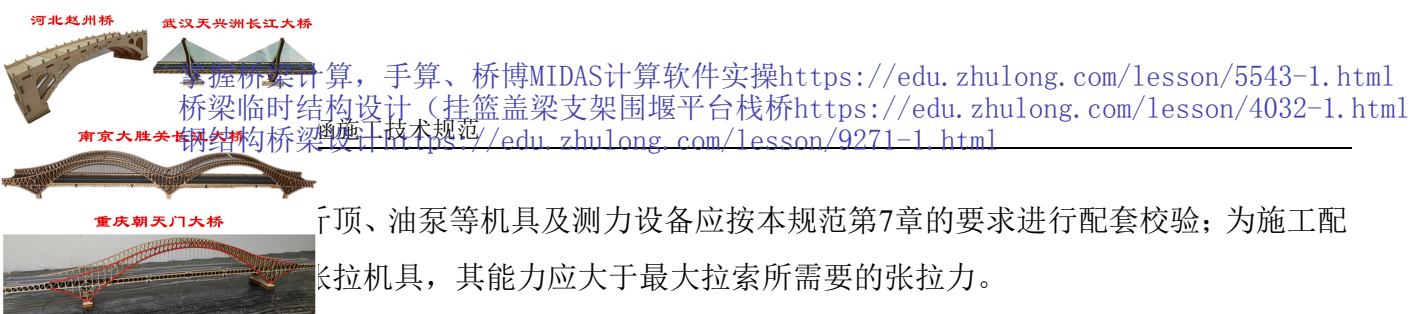 河北赵州桥
武汉天兴洲长江大桥
掌握桥梁计算，手算、桥博MIDAS计算软件实操https://edu.zhulong.com/lesson/5543-1.html
桥梁临时结构设计（挂篮盖梁支架围堰平台栈桥https://edu.zhulong.com/lesson/4032-1.html
钢结构桥梁设计https://edu.zhulong.com/lesson/9271-1.html
涵施工技术规范
南京大胜关长江大桥
重庆朝天门大桥
顶、油泵等机具及测力设备应按本规范第7章的要求进行配套校验；为施工配
张拉机具，其能力应大于最大拉索所需要的张拉力。